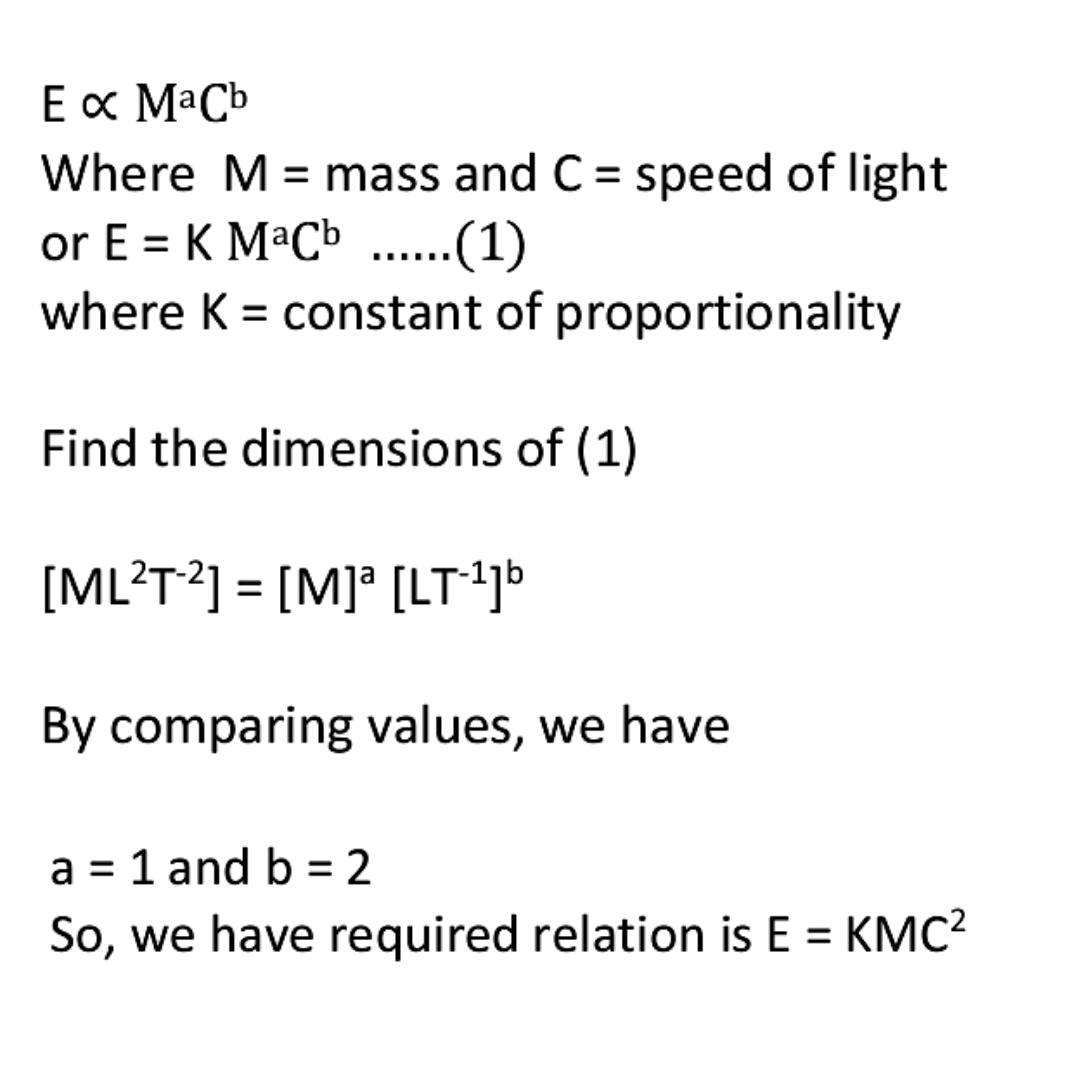 E ∝ MᵃCᵇ
Where M = mass and C = speed of light
or E = K MᵃCᵇ ......(1)
where K = constant of proportionality
Find the dimensions of (1)
[ML²T⁻²] = [M]ᵃ [LT⁻¹]ᵇ
By comparing values, we have
a = 1 and b = 2
So, we have required relation is E = KMC²